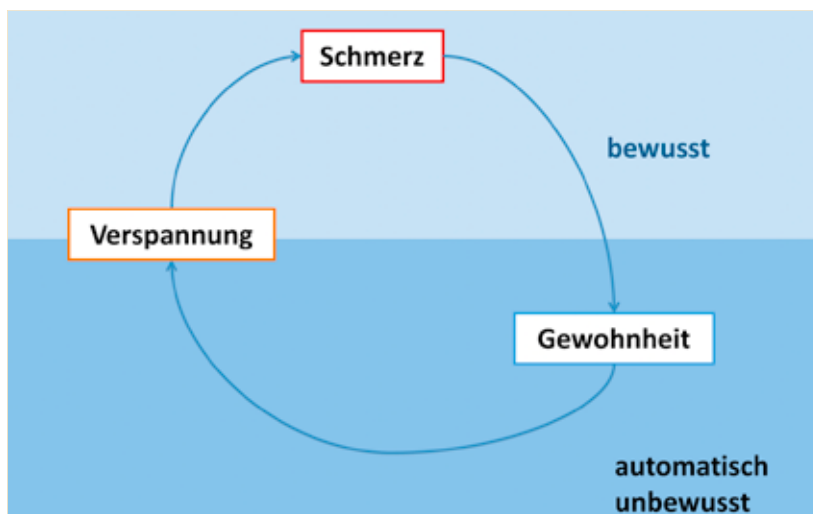 Schmerz
bewusst
Verspannung
Gewohnheit
automatisch
unbewusst